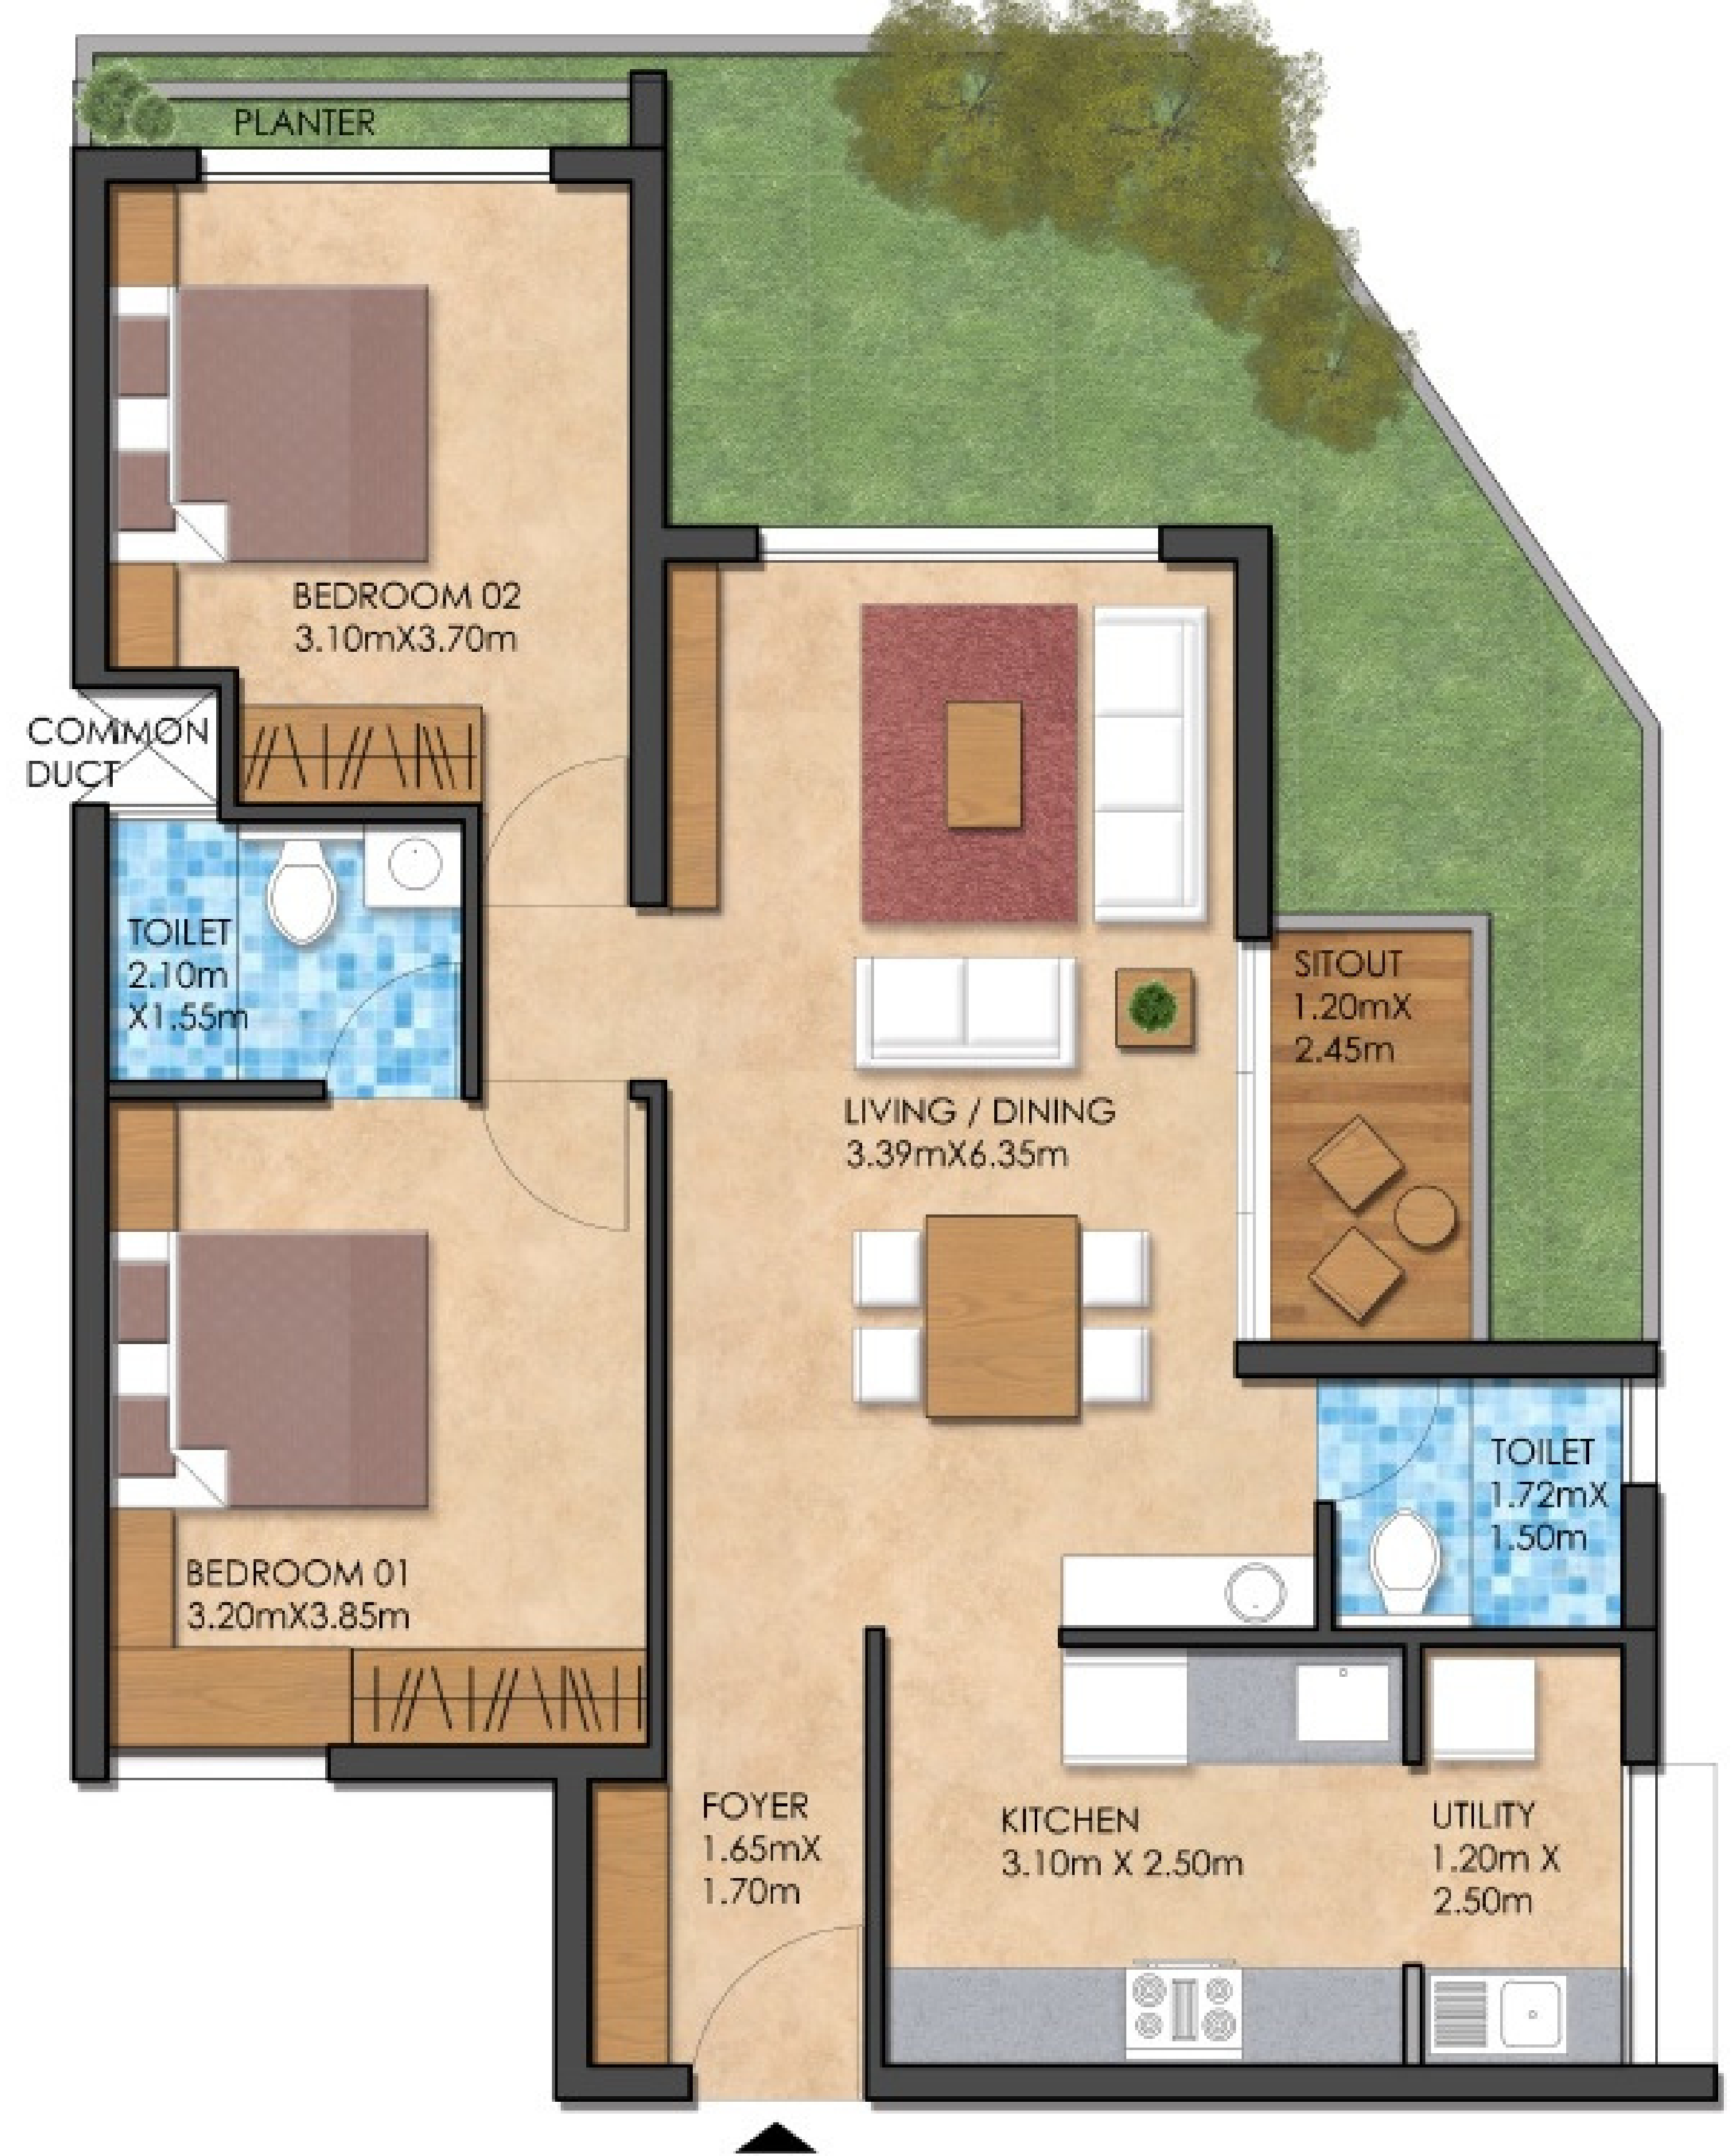 PLANTER
BEDROOM 02
3.10mX3.70m
COMMON
DUCT
TOILET
2.10m
X1.55m
SITOUT
1.20mX
2.45m
LIVING / DINING
3.39mX6.35m
TOILET
1.72mX
1.50m
BEDROOM 01
3.20mX3.85m
FOYER
1.65mX
1.70m
KITCHEN
3.10m X 2.50m
UTILITY
1.20m X
2.50m